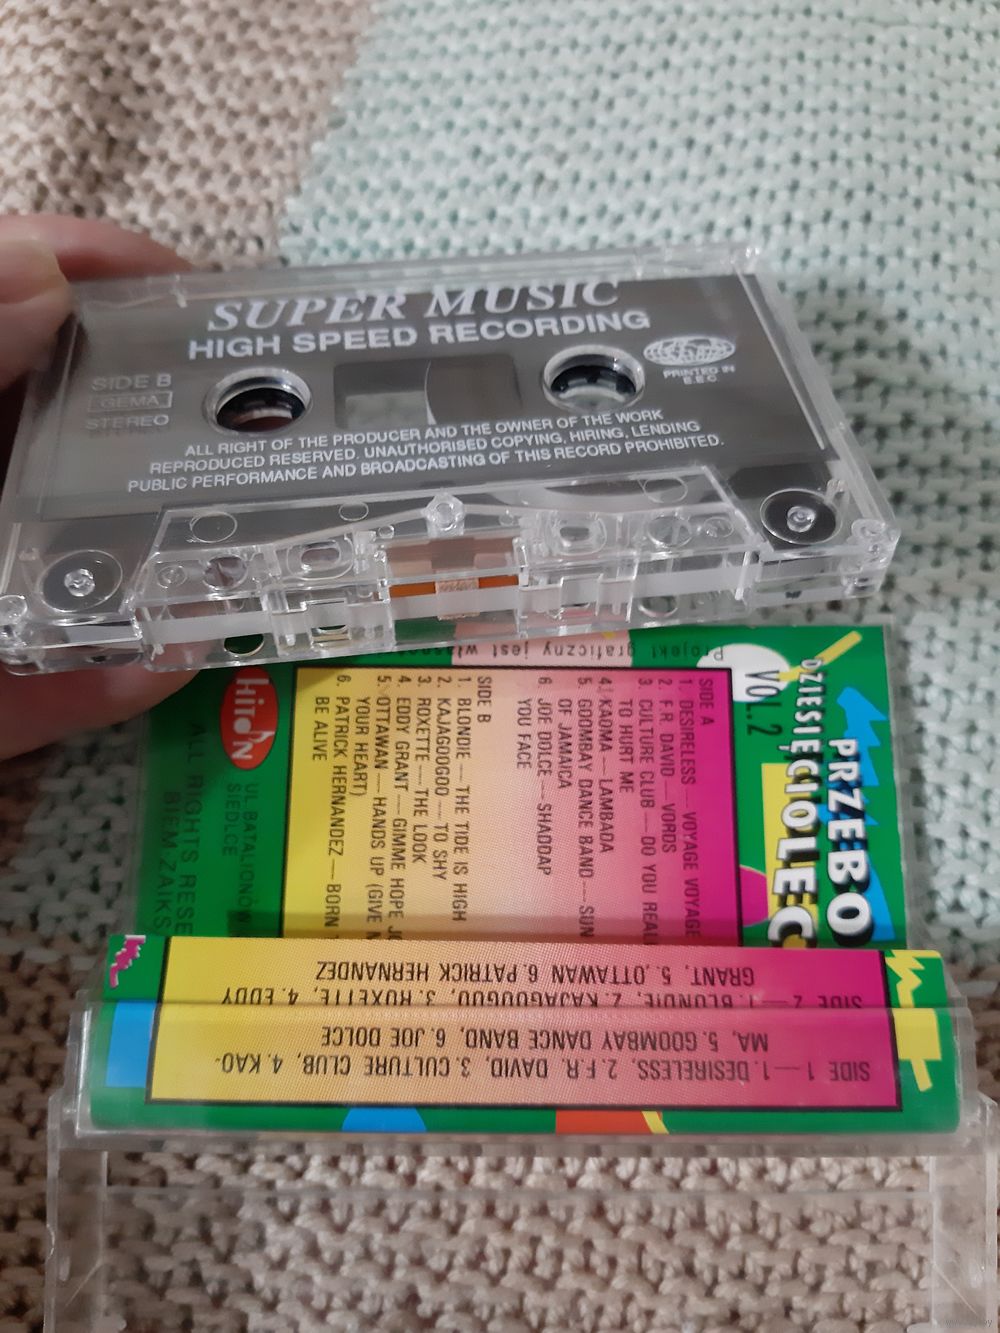 SUPER MUSIC
HIGH SPEED RECORDING
SIDE B
GEMA
STEREO
PRINTED IN
E.E.C.
ALL RIGHT OF THE PRODUCER AND THE OWNER OF THE WORK
REPRODUCED RESERVED. UNAUTHORISED COPYING, HIRING, LENDING
PUBLIC PERFORMANCE AND BROADCASTING OF THIS RECORD PROHIBITED.
Projekt graficzny jest
PRZEBO
DZIESIĘCIOLEC
VOL.2
SIDE A
1. DESIRELESS — VOYAGE VOYAGE
2. F.R. DAVID — WORDS
3. CULTURE CLUB — DO YOU REAL
TO HURT ME
4. KAOMA — LAMBADA
5. GOOMBAY DANCE BAND — SUN
OF JAMAICA
6. JOE DOLCE — SHADDAP
YOU FACE
SIDE B
1. BLONDIE — THE TIDE IS HIGH
2. KAJAGOOGOO — TO SHY
3. ROXETTE — THE LOOK
4. EDDY GRANT — GIMME HOPE JO
5. OTTAWAN — HANDS UP (GIVE M
YOUR HEART)
6. PATRICK HERNANDEZ — BORN T
BE ALIVE
HITON
UL. BATALIONÓW
SIEDLCE
ALL RIGHTS RESE
BIEM ZAIKS
SIDE 1 — 1. DESIRELESS, 2. F.R. DAVID, 3. CULTURE CLUB, 4. KAO-
MA, 5. GOOMBAY DANCE BAND, 6. JOE DOLCE
SIDE 2 — 1. BLONDIE, 2. KAJAGOOGOO, 3. ROXETTE, 4. EDDY
GRANT, 5. OTTAWAN 6. PATRICK HERNANDEZ